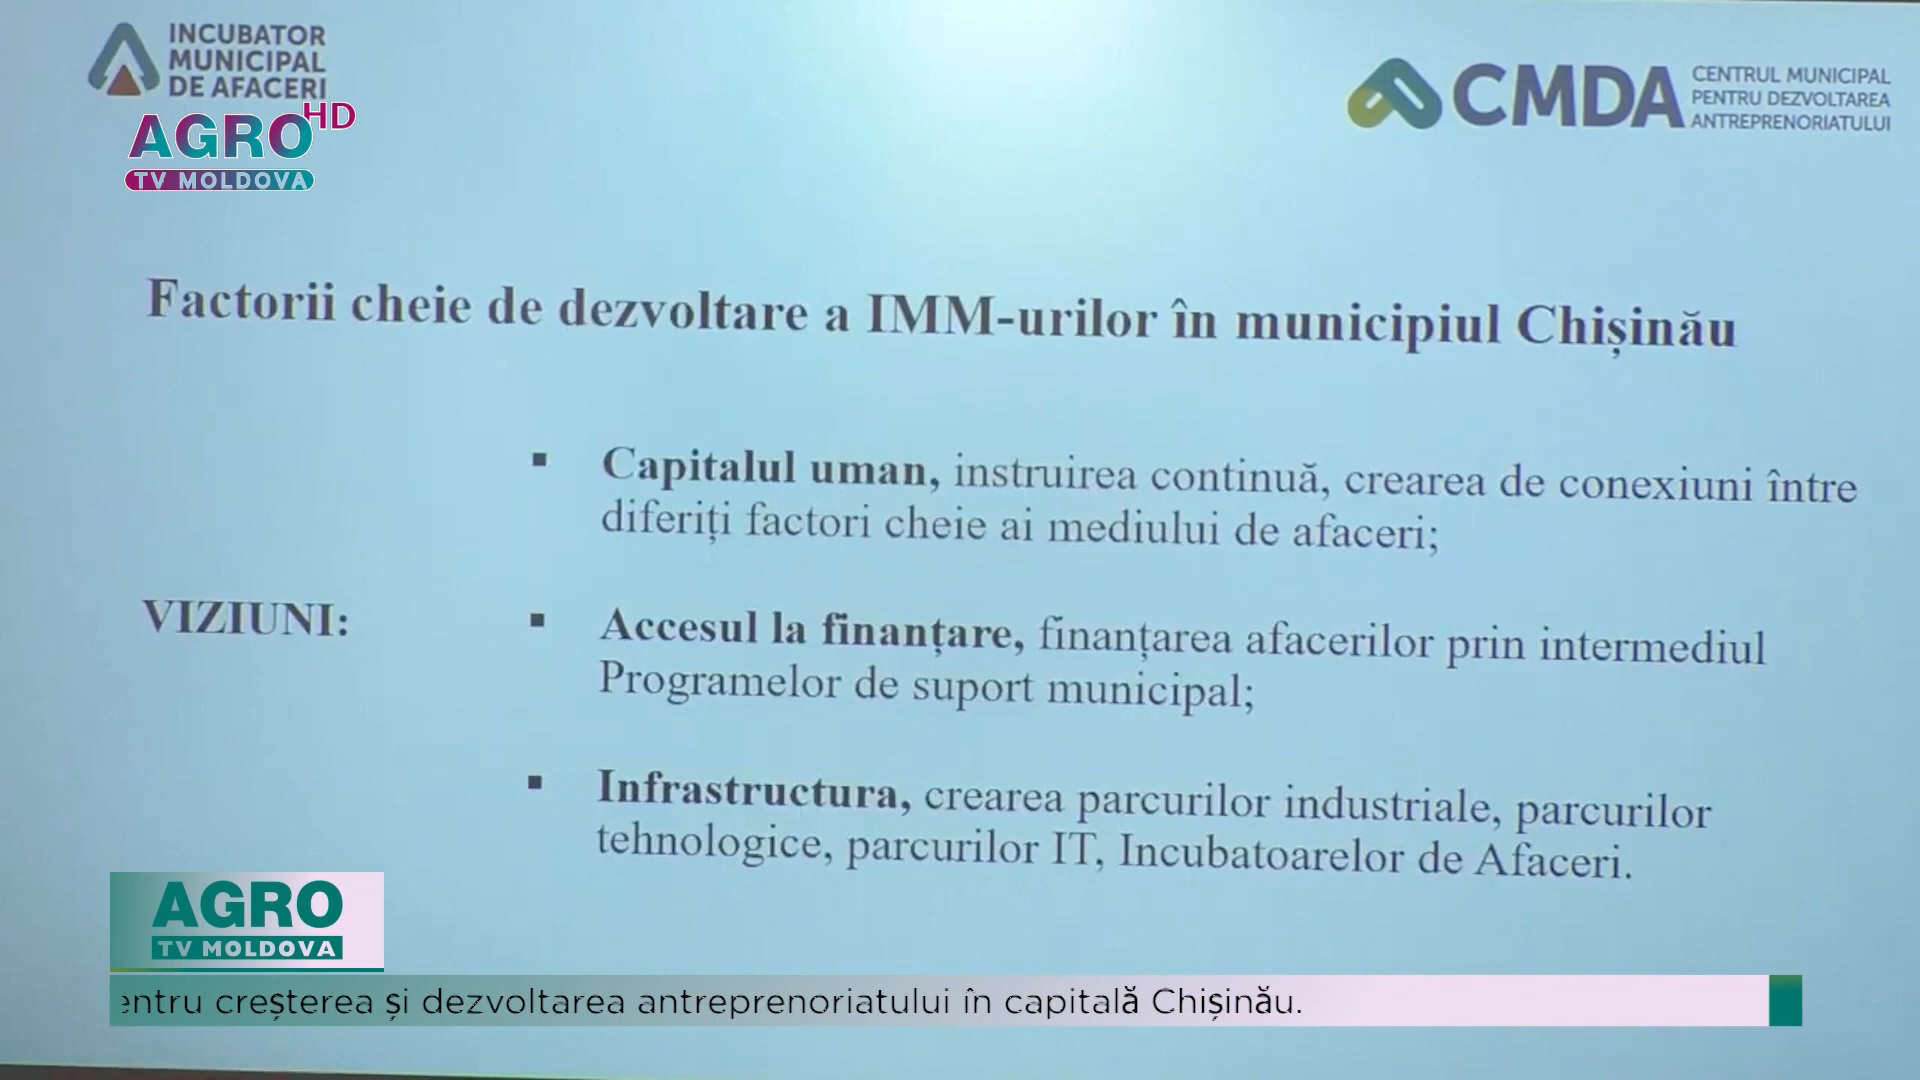 INCUBATOR
MUNICIPAL
DE AFACERI
AGRO HD
TV MOLDOVA
CMDA
CENTRUL MUNICIPAL
PENTRU DEZVOLTAREA
ANTREPRENORIATULUI
Factorii cheie de dezvoltare a IMM-urilor în municipiul Chișinău
Capitalul uman, instruirea continuă, crearea de conexiuni între
diferiți factori cheie ai mediului de afaceri;
VIZIUNI:
Accesul la finanțare, finanțarea afacerilor prin intermediul
Programelor de suport municipal;
Infrastructura, crearea parcurilor industriale, parcurilor
tehnologice, parcurilor IT, Incubatoarelor de Afaceri.
AGRO
TV MOLDOVA
creșterea și dezvoltarea antreprenoriatului în capitală Chișinău.